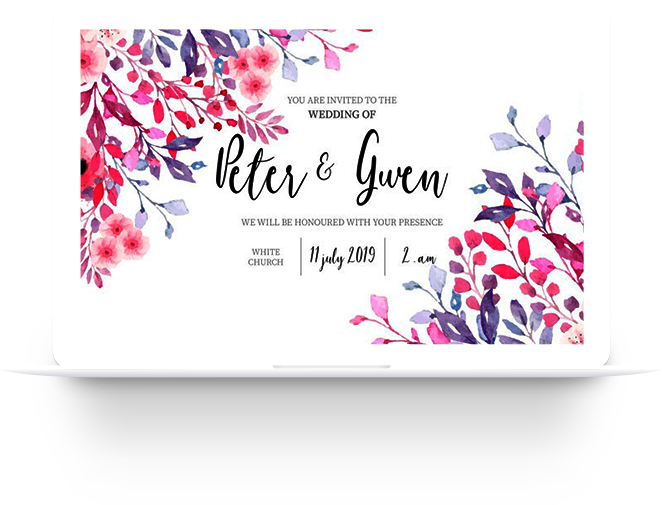 YOU ARE INVITED TO THE
WEDDING OF
Peter & Gwen
WE WILL BE HONOURED WITH YOUR PRESENCE
WHITE
CHURCH
11 july 2019
2 . am